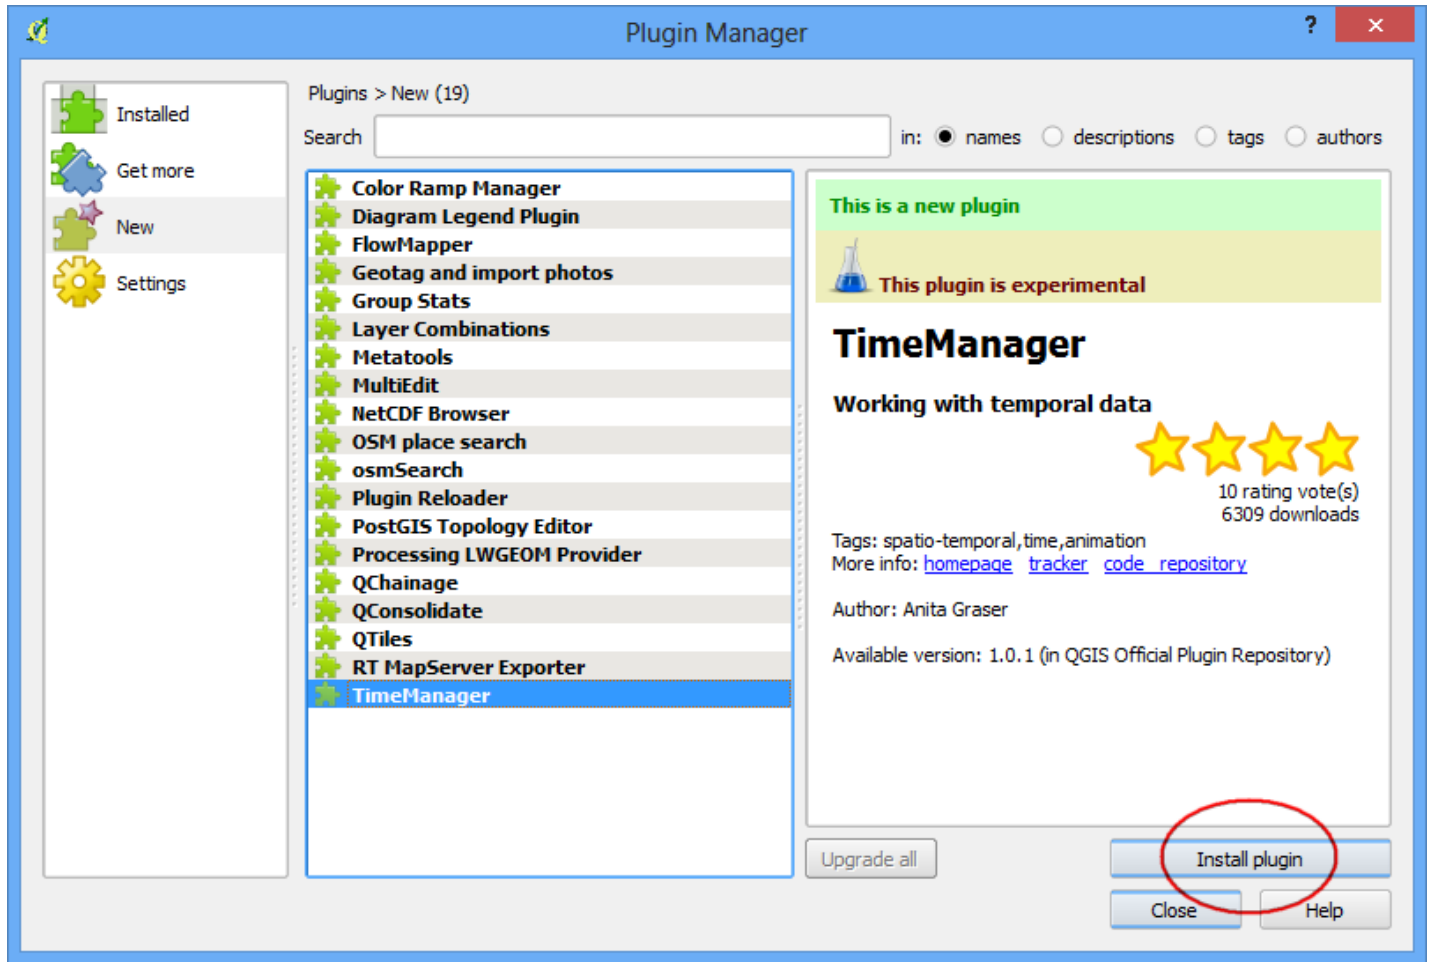 Plugin Manager
?
Installed
Get more
New
Settings
Plugins > New (19)
Search
in: names descriptions tags authors
Color Ramp Manager
Diagram Legend Plugin
FlowMapper
Geotag and import photos
Group Stats
Layer Combinations
Metatools
MultiEdit
NetCDF Browser
OSM place search
osmSearch
Plugin Reloader
PostGIS Topology Editor
Processing LWGEOM Provider
QChainage
QConsolidate
QTiles
RT MapServer Exporter
TimeManager
This is a new plugin
This plugin is experimental
TimeManager
Working with temporal data
10 rating vote(s)
6309 downloads
Tags: spatio-temporal,time,animation
More info: homepage tracker code_repository
Author: Anita Graser
Available version: 1.0.1 (in QGIS Official Plugin Repository)
Upgrade all
Install plugin
Close
Help